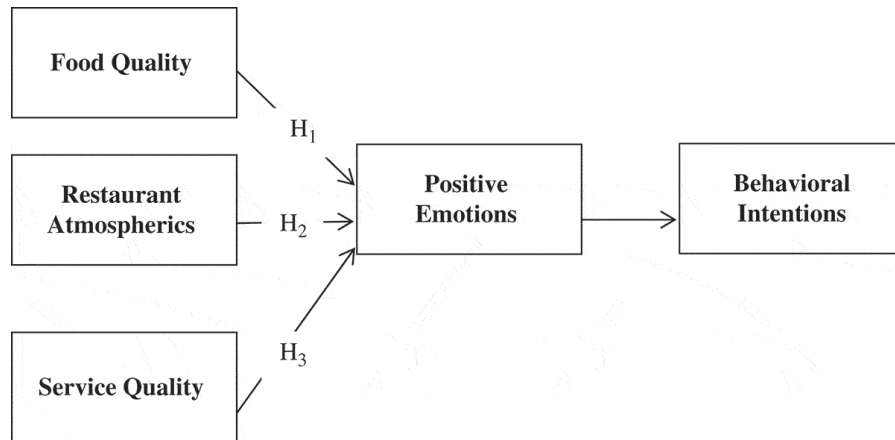 Food Quality
H₁
Restaurant
Atmospherics
H₂
Positive
Emotions
Behavioral
Intentions
H₃
Service Quality